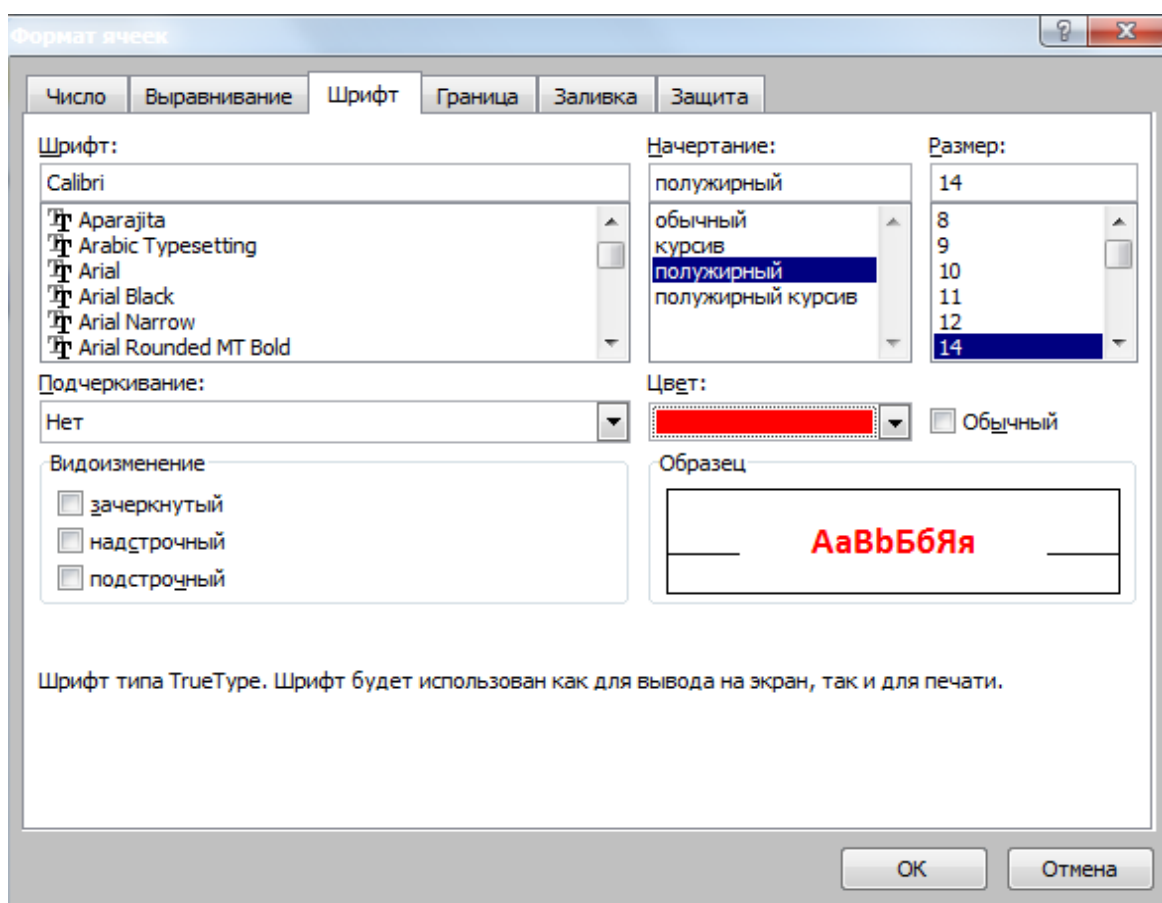 Формат ячеек
Число Выравнивание Шрифт Граница Заливка Защита
Шрифт: Начертание: Размер:
Calibri полужирный 14
Aparajita обычный 8
Arabic Typesetting курсив 9
Arial полужирный 10
Arial Black полужирный курсив 11
Arial Narrow 12
Arial Rounded MT Bold 14
Подчеркивание: Цвет:
Нет Обычный
Видоизменение Образец
зачеркнутый
надстрочный АаВbБбЯя
подстрочный
Шрифт типа TrueType. Шрифт будет использован как для вывода на экран, так и для печати.
ОК Отмена